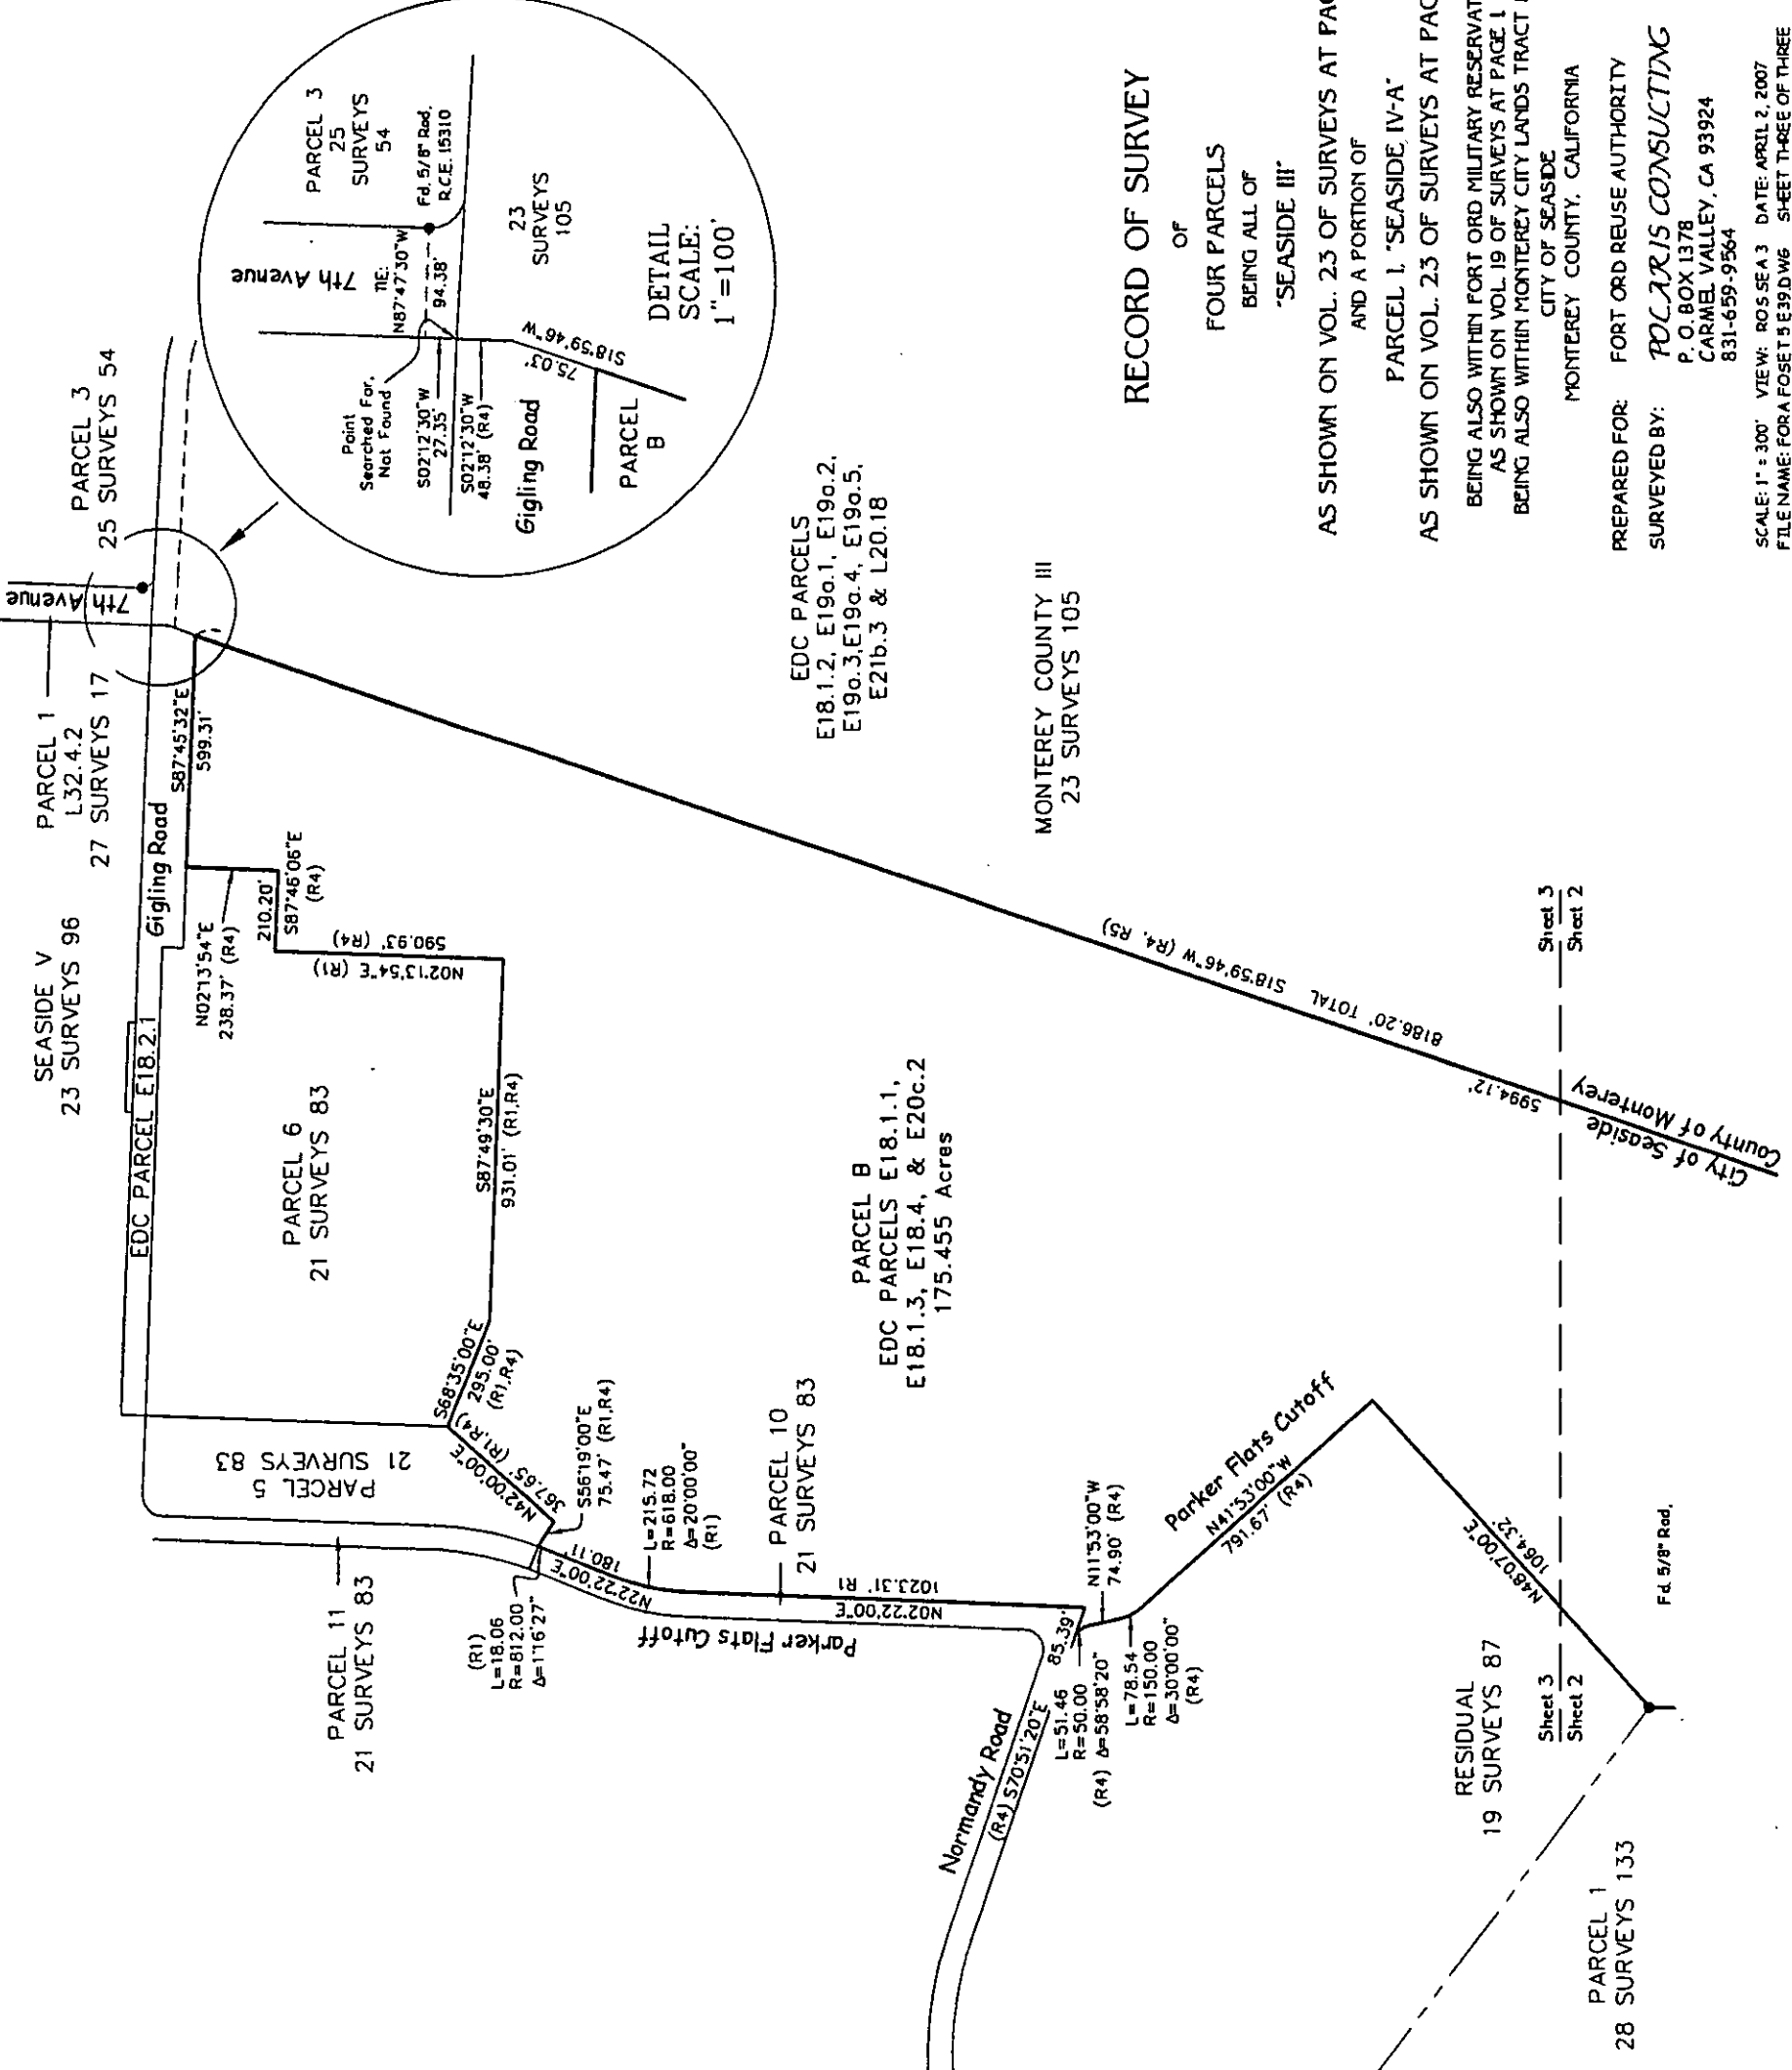 SEASIDE V
23 SURVEYS 96
PARCEL 1
L32.4.2
27 SURVEYS 17
PARCEL 3
25 SURVEYS 54
7th Avenue
EDC PARCEL E18.2.1
Gigling Road
S87°45'32"E
599.31'
N02°13'54"E
238.37' (R4)
210.20'
S87°46'06"E
(R4)
590.93' (R4)
N02°13'54"E (R1)
PARCEL 6
21 SURVEYS 83
S87°49'30"E
931.01' (R1,R4)
S68°35'00"E
295.00'
(R1,R4)
N42°00'00"E
367.65' (R1,R4)
S56°19'00"E
75.47' (R1,R4)
PARCEL 5
21 SURVEYS 83
PARCEL 11
21 SURVEYS 83
(R1)
L=18.06
R=812.00
Δ=1°16'27"
180.11'
N22°22'00"E
L=215.72
R=618.00
Δ=20°00'00"
(R1)
PARCEL 10
21 SURVEYS 83
1023.31' R1
N02°22'00"E
Parker Flats Cutoff
Normandy Road
(R4) S70°51'20"E
85.39'
L=51.46
R=50.00
(R4) Δ=58°58'20"
N11°53'00"W
74.90' (R4)
L=78.54
R=150.00
Δ=30°00'00"
(R4)
Parker Flats Cutoff
N41°53'00"W
791.67' (R4)
N48°07'00"E
1064.32'
Fd. 5/8" Rod.
PARCEL B
EDC PARCELS E18.1.1,
E18.1.3, E18.4, & E20c.2
175.455 Acres
8186.20' TOTAL S18°59'46"W (R4, R5)
5994.12'
City of Seaside
County of Monterey
Sheet 3
Sheet 2
Sheet 3
Sheet 2
RESIDUAL
19 SURVEYS 87
PARCEL 1
28 SURVEYS 133
EDC PARCELS
E18.1.2, E19a.1, E19a.2,
E19a.3,E19a.4, E19a.5,
E21b.3 & L20.18
MONTEREY COUNTY III
23 SURVEYS 105
PARCEL 3
25
SURVEYS
54
Fd. 5/8" Rod.
R.C.E. 15310
7th Avenue
TIE:
N87°47'30"W
94.38'
Point
Searched For,
Not Found
S02°12'30"W
27.35'
S02°12'30"W
48.38' (R4)
Gigling Road
S18°59'46"W
75.03'
PARCEL
B
23
SURVEYS
105
DETAIL
SCALE:
1"=100'
RECORD OF SURVEY
OF
FOUR PARCELS
BEING ALL OF
"SEASIDE III"
AS SHOWN ON VOL. 23 OF SURVEYS AT
AND A PORTION OF
PARCEL 1, "SEASIDE IV-A"
AS SHOWN ON VOL. 23 OF SURVEYS AT
BEING ALSO WITHIN FORT ORD MILITARY
AS SHOWN ON VOL. 19 OF SURVEYS AT PAGE 1
BEING ALSO WITHIN MONTEREY CITY LANDS TRACT
CITY OF SEASIDE
MONTEREY COUNTY, CALIFORNIA
PREPARED FOR: FORT ORD REUSE AUTHORITY
SURVEYED BY: POLARIS CONSULTING
P. O. BOX 1378
CARMEL VALLEY, CA 93924
831-659-9564
SCALE: 1" = 300' VIEW: ROS SEA 3 DATE: APRIL 2, 2007
FILE NAME: FORA FOSET 5 E39.DWG SHEET THREE OF THREE